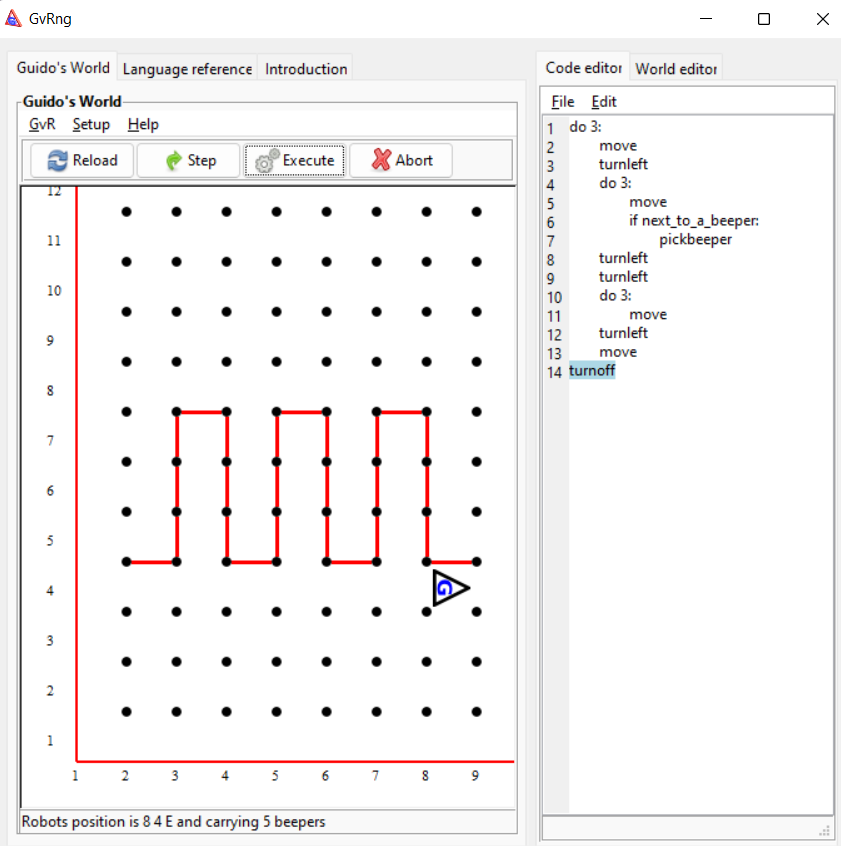 GvRng
Guido's World
Language reference
Introduction
Guido's World
GvR
Setup
Help
Reload
Step
Execute
Abort
12
11
10
9
8
7
6
5
4
3
2
1
G
1 2 3 4 5 6 7 8 9
Robots position is 8 4 E and carrying 5 beepers
Code editor
World editor
File
Edit
1 do 3:
2 move
3 turnleft
4 do 3:
5 move
6 if next_to_a_beeper:
7 pickbeeper
8 turnleft
9 turnleft
10 do 3:
11 move
12 turnleft
13 move
14 turnoff